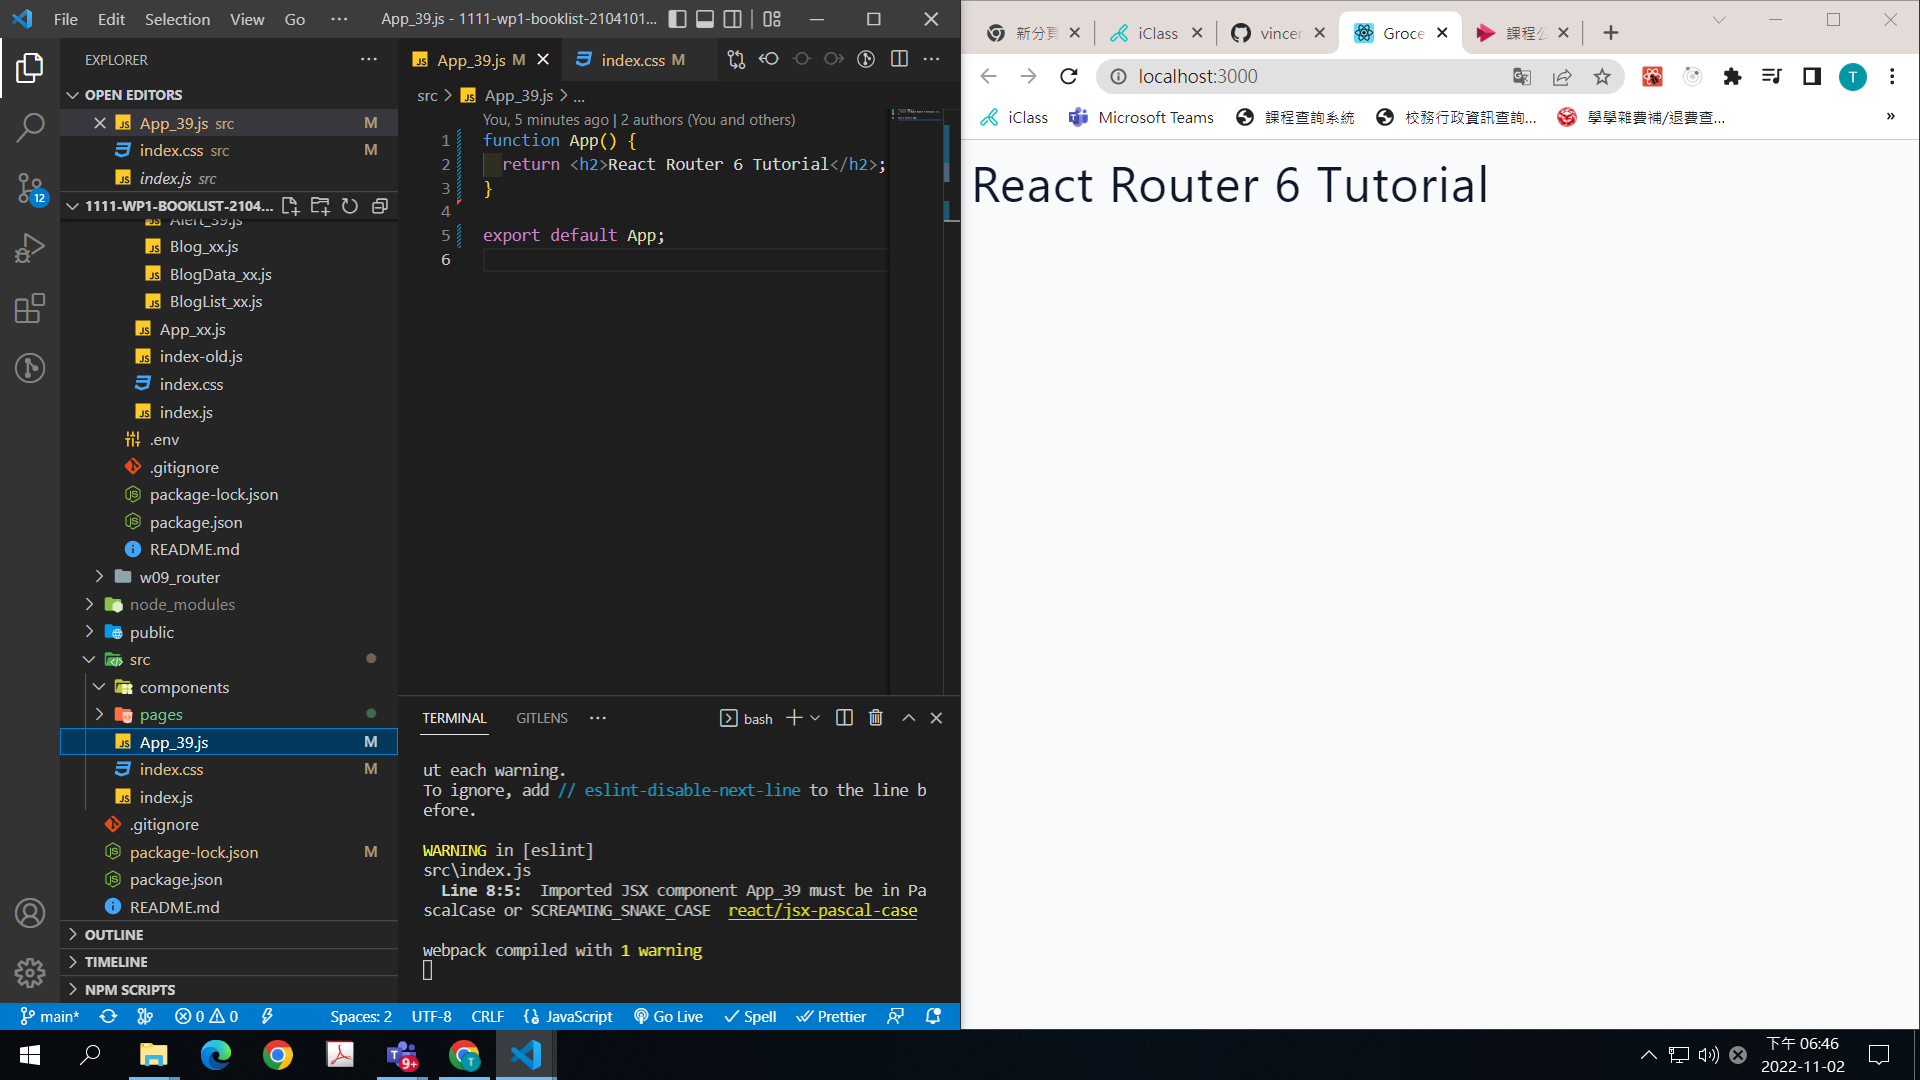 File Edit Selection View Go ··· App_39.js - 1111-wp1-booklist-2104101...
EXPLORER ···
OPEN EDITORS
App_39.js src M
index.css src M
index.js src
1111-WP1-BOOKLIST-2104...
Alert_39.js
Blog_xx.js
BlogData_xx.js
BlogList_xx.js
App_xx.js
index-old.js
index.css
index.js
.env
.gitignore
package-lock.json
package.json
README.md
w09_router
node_modules
public
src
components
pages
App_39.js M
index.css M
index.js
.gitignore
package-lock.json M
package.json
README.md
OUTLINE
TIMELINE
NPM SCRIPTS
12
App_39.js M index.css M
src > App_39.js > ...
You, 5 minutes ago | 2 authors (You and others)
1 function App() {
2 return <h2>React Router 6 Tutorial</h2>;
3 }
4
5 export default App;
6
TERMINAL GITLENS ··· bash
ut each warning.
To ignore, add // eslint-disable-next-line to the line b
efore.
WARNING in [eslint]
src\index.js
Line 8:5: Imported JSX component App_39 must be in Pa
scalCase or SCREAMING_SNAKE_CASE react/jsx-pascal-case
webpack compiled with 1 warning
main* 0 0 Spaces: 2 UTF-8 CRLF JavaScript Go Live Spell Prettier
新分頁 iClass vincer Groce 課程公
localhost:3000 T
iClass Microsoft Teams 課程查詢系統 校務行政資訊查詢... 學學雜費補/退費查... »
React Router 6 Tutorial
9+ T
下午 06:46
2022-11-02